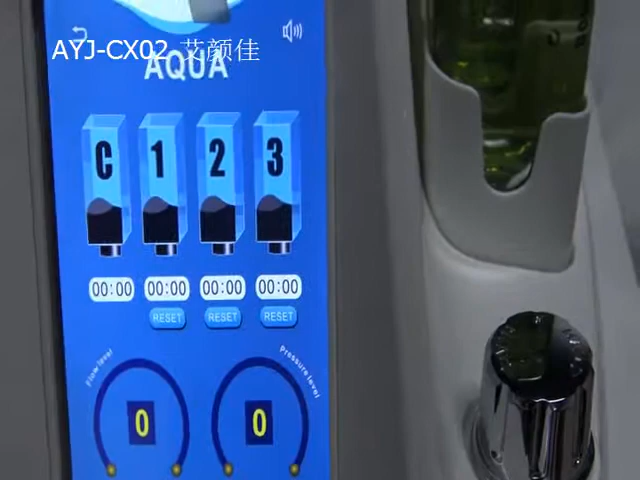 AYJ-CX02 艾颜佳
AQUA
C 1 2 3
00:00 00:00 00:00 00:00
RESET RESET RESET
Flow level Pressure level
0 0